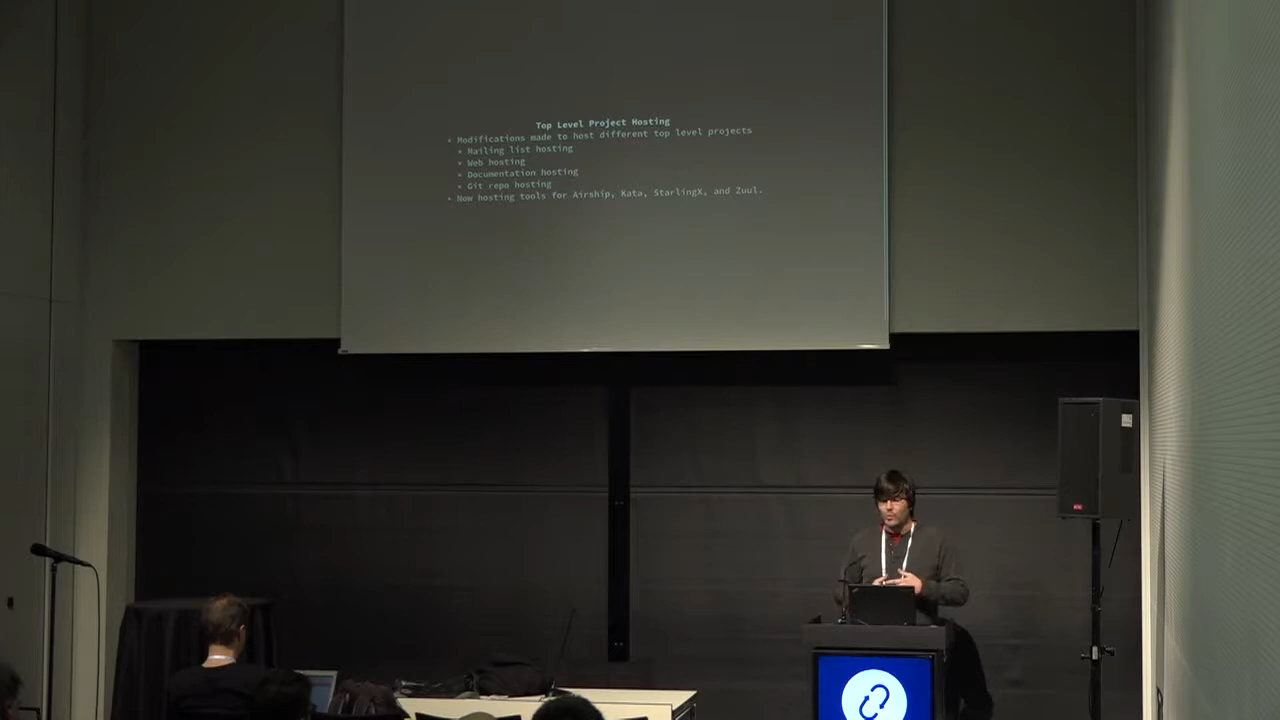 Top Level Project Hosting
• Modifications made to host different top level projects
• Mailing list hosting
• Web hosting
• Documentation hosting
• Git repo hosting
• Now hosting tools for Airship, Kata, StarlingX, and Zuul.